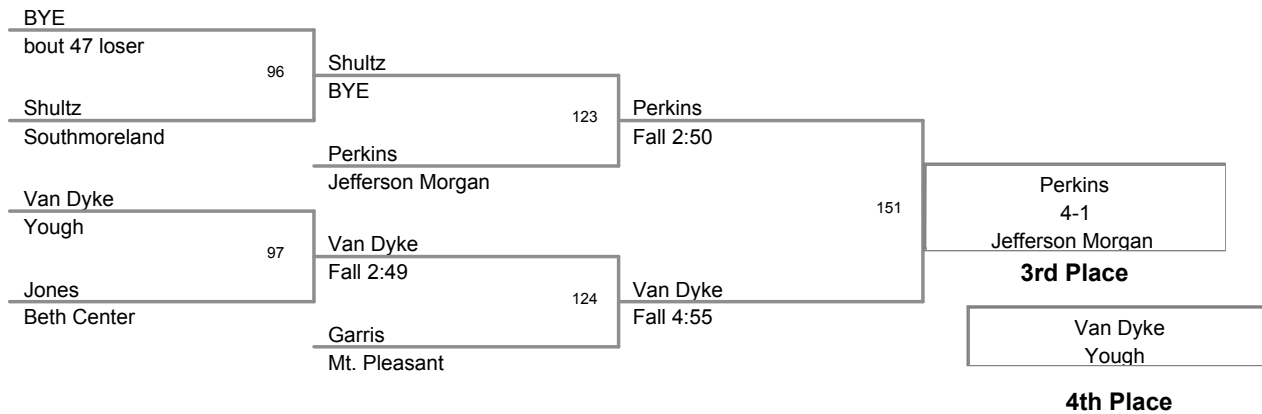 BYE
bout 47 loser
96
Shultz
Southmoreland
Van Dyke
Yough
97
Jones
Beth Center
Shultz
BYE
123
Perkins
Jefferson Morgan
Van Dyke
Fall 2:49
124
Garris
Mt. Pleasant
Perkins
Fall 2:50
151
Van Dyke
Fall 4:55
Perkins
4-1
Jefferson Morgan
3rd Place
Van Dyke
Yough
4th Place